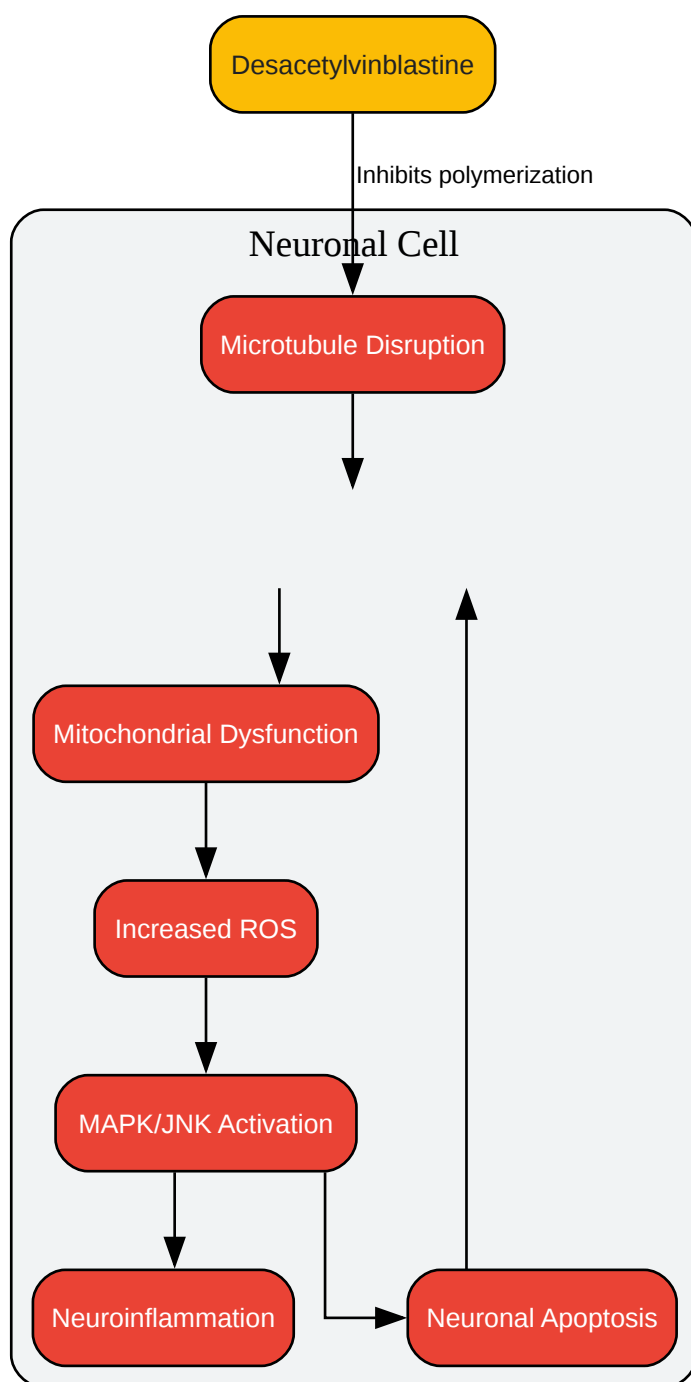 Desacetylvinblastine
Inhibits polymerization
Neuronal Cell
Microtubule Disruption
Mitochondrial Dysfunction
Increased ROS
MAPK/JNK Activation
Neuroinflammation
Neuronal Apoptosis